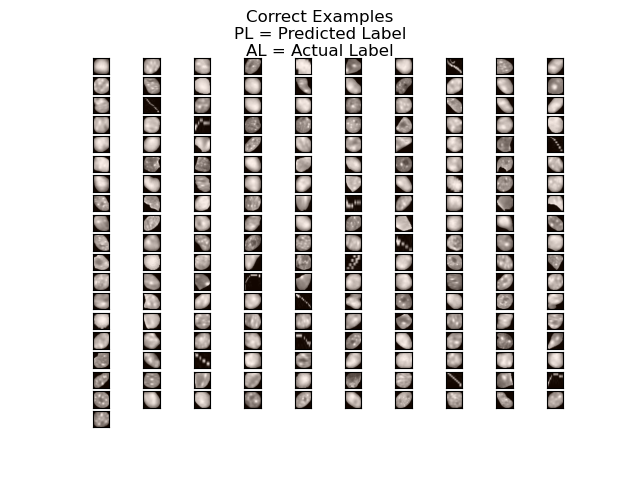 Correct Examples
PL = Predicted Label
AL = Actual Label